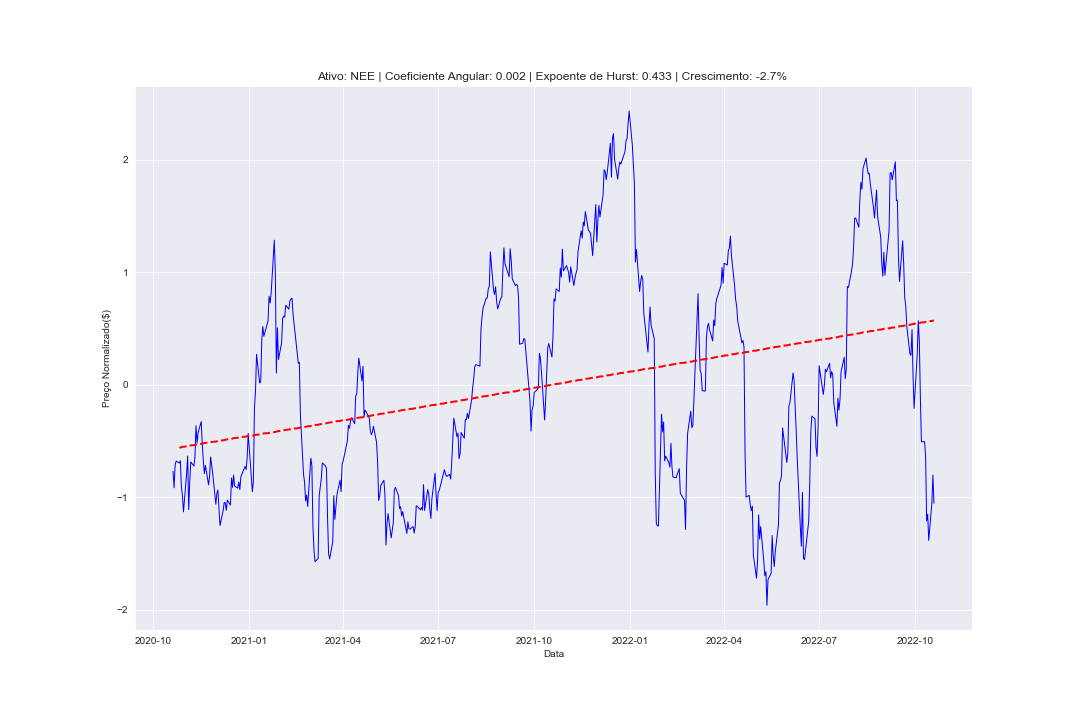 Ativo: NEE | Coeficiente Angular: 0.002 | Expoente de Hurst: 0.433 | Crescimento: -2.7%
Preço Normalizado($)
2
1
0
−1
−2
2020-10 2021-01 2021-04 2021-07 2021-10 2022-01 2022-04 2022-07 2022-10
Data